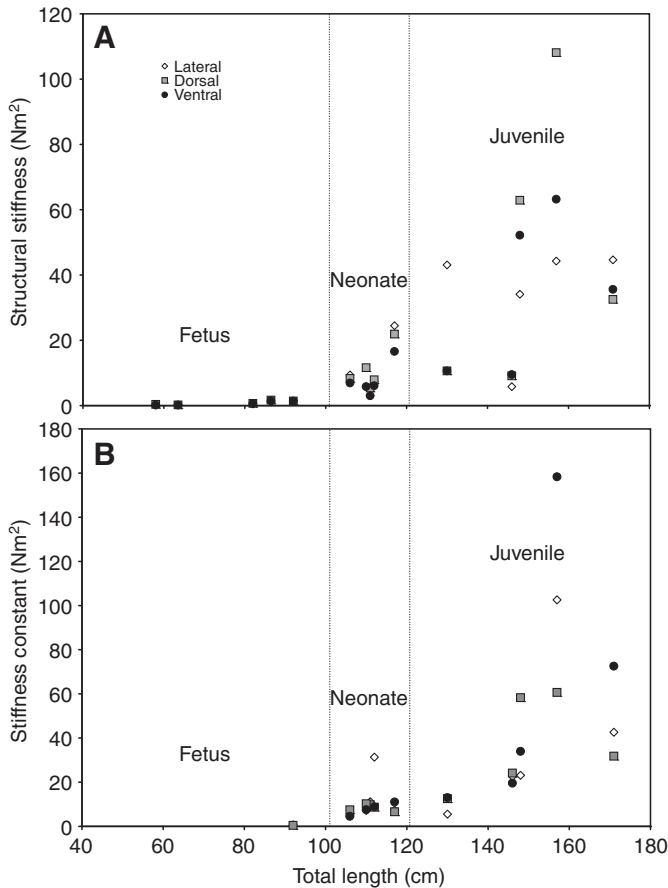 A
Lateral
Dorsal
Ventral
Structural stiffness (Nm²)
120
100
80
60
40
20
0
Fetus
Neonate
Juvenile
B
Stiffness constant (Nm²)
180
160
140
120
100
80
60
40
20
0
Fetus
Neonate
Juvenile
40 60 80 100 120 140 160 180
Total length (cm)